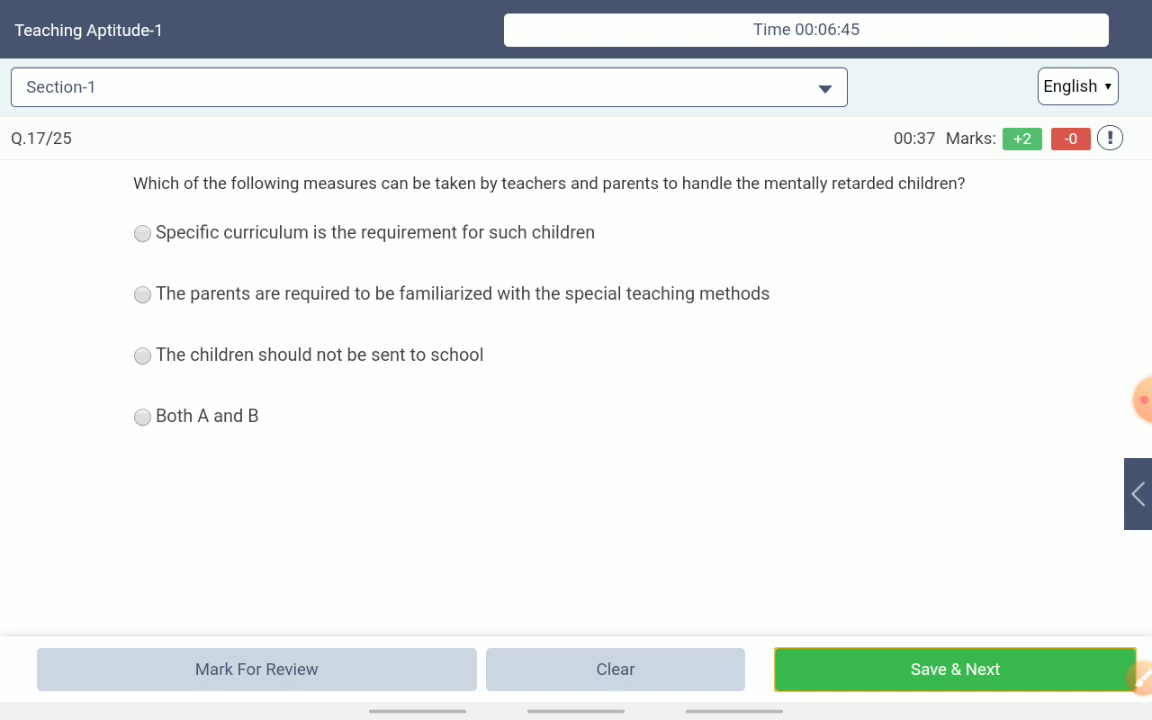 Teaching Aptitude-1
Time 00:06:45
Section-1
English
Q.17/25
00:37 Marks: +2 -0 !
Which of the following measures can be taken by teachers and parents to handle the mentally retarded children?
Specific curriculum is the requirement for such children
The parents are required to be familiarized with the special teaching methods
The children should not be sent to school
Both A and B
Mark For Review
Clear
Save & Next